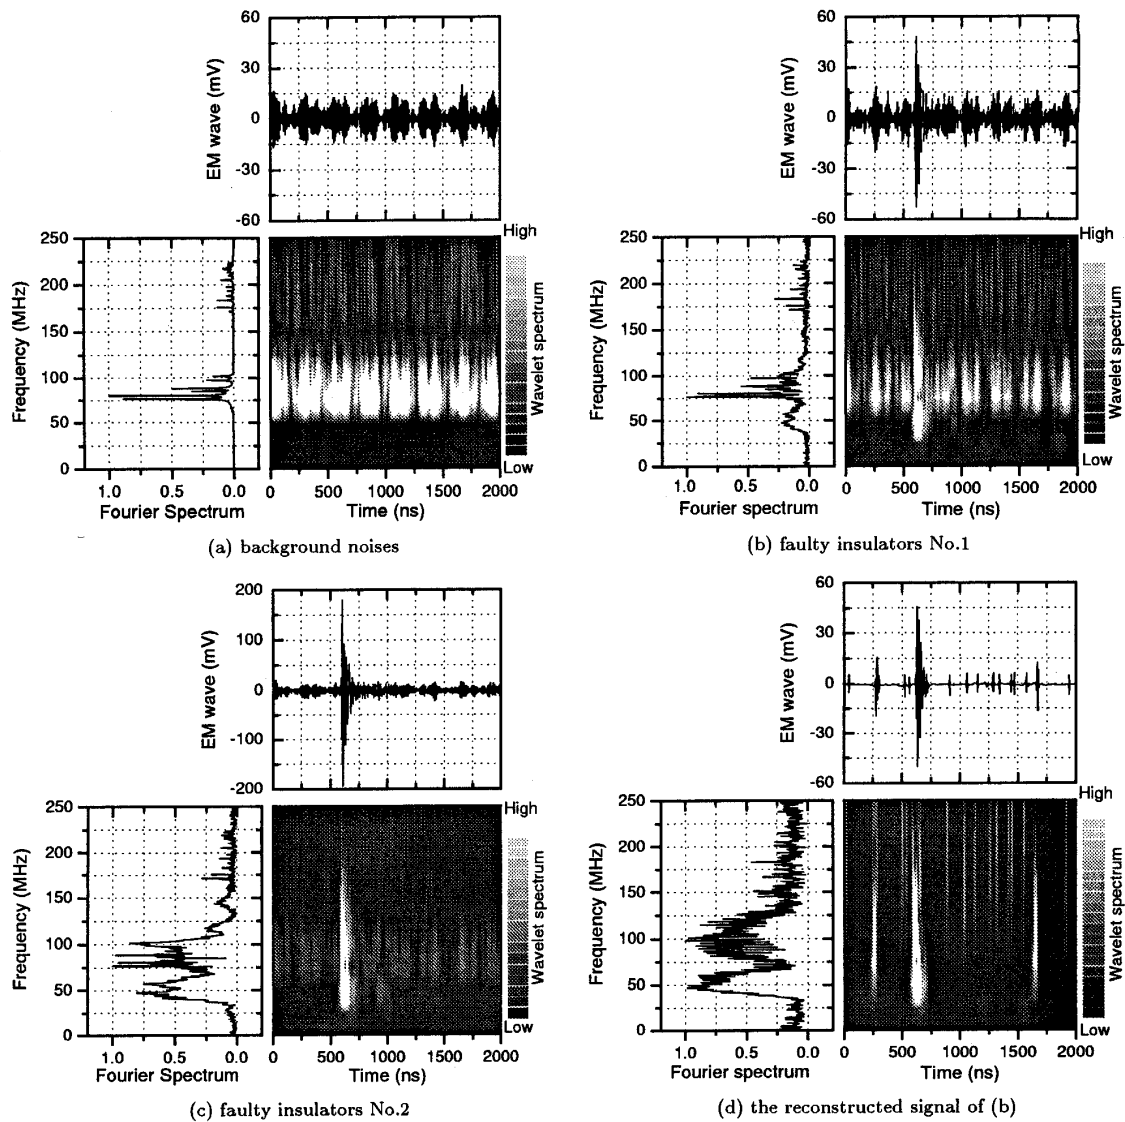 60
30
0
-30
-60
EM wave (mV)
High
250
200
150
100
50
0
Frequency (MHz)
Wavelet spectrum
Low
1.0 0.5 0.0
Fourier Spectrum
0 500 1000 1500 2000
Time (ns)
(a) background noises
60
30
0
-30
-60
EM wave (mV)
High
250
200
150
100
50
0
Frequency (MHz)
Wavelet spectrum
Low
1.0 0.5 0.0
Fourier spectrum
0 500 1000 1500 2000
Time (ns)
(b) faulty insulators No.1
200
100
0
-100
-200
EM wave (mV)
High
250
200
150
100
50
0
Frequency (MHz)
Wavelet spectrum
Low
1.0 0.5 0.0
Fourier Spectrum
0 500 1000 1500 2000
Time (ns)
(c) faulty insulators No.2
60
30
0
-30
-60
EM wave (mV)
High
250
200
150
100
50
0
Frequency (MHz)
Wavelet spectrum
Low
1.0 0.5 0.0
Fourier spectrum
0 500 1000 1500 2000
Time (ns)
(d) the reconstructed signal of (b)